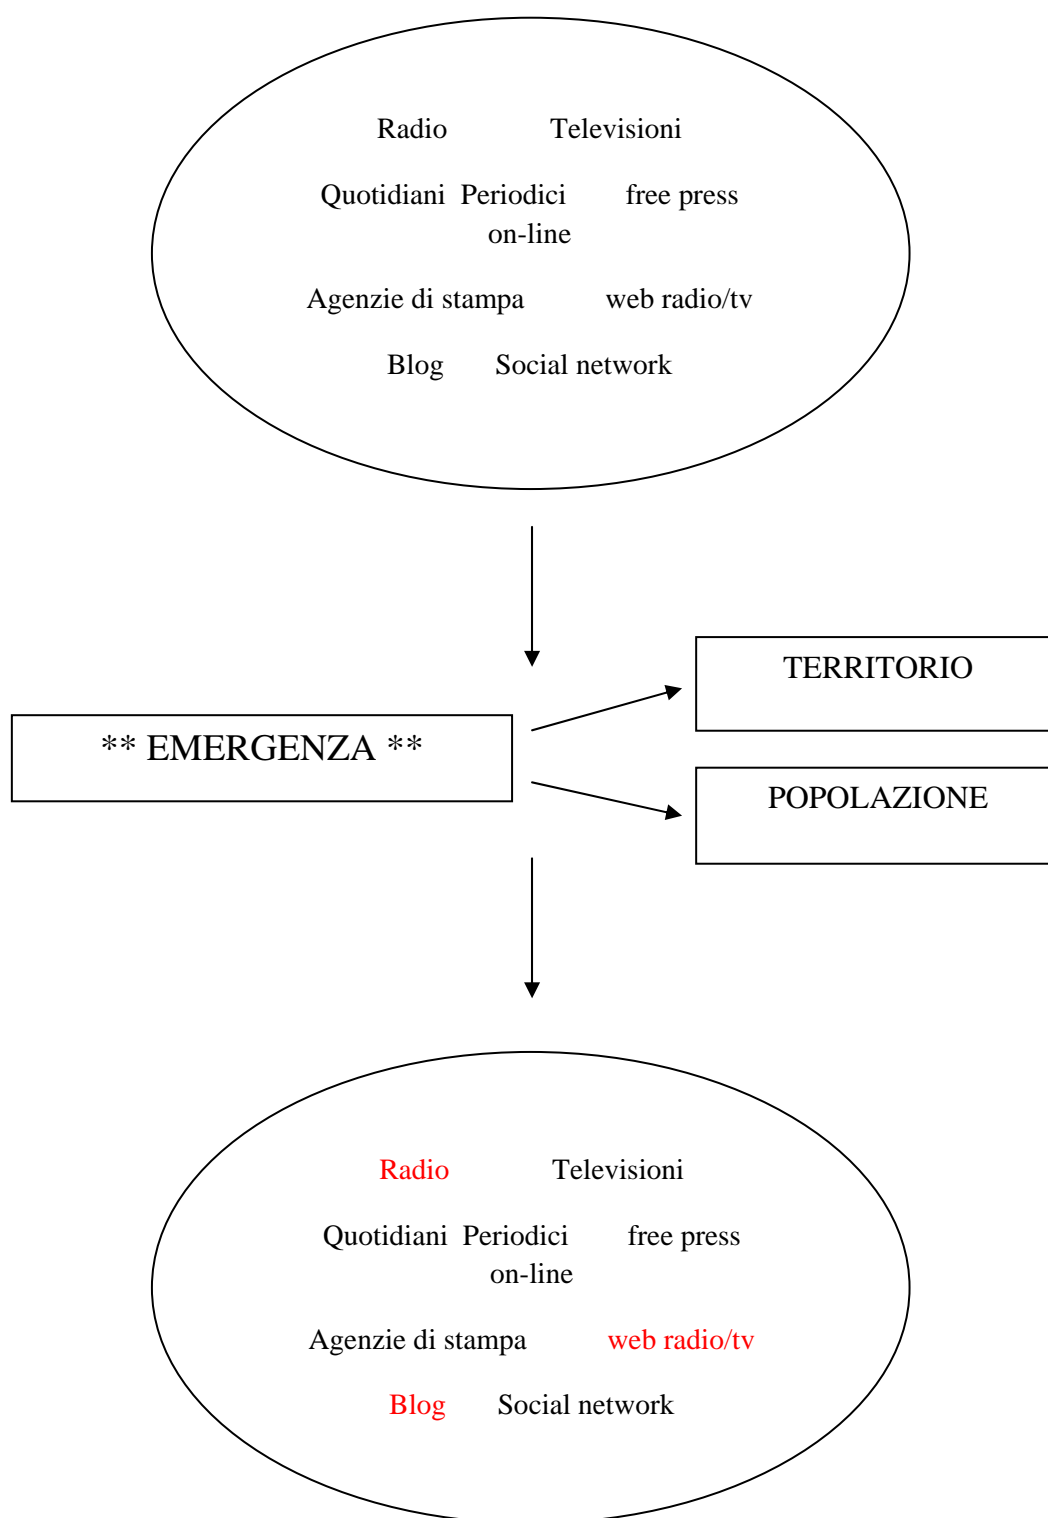 Radio Televisioni
Quotidiani Periodici free press
on-line
Agenzie di stampa web radio/tv
Blog Social network
TERRITORIO
** EMERGENZA **
POPOLAZIONE
Radio Televisioni
Quotidiani Periodici free press
on-line
Agenzie di stampa web radio/tv
Blog Social network